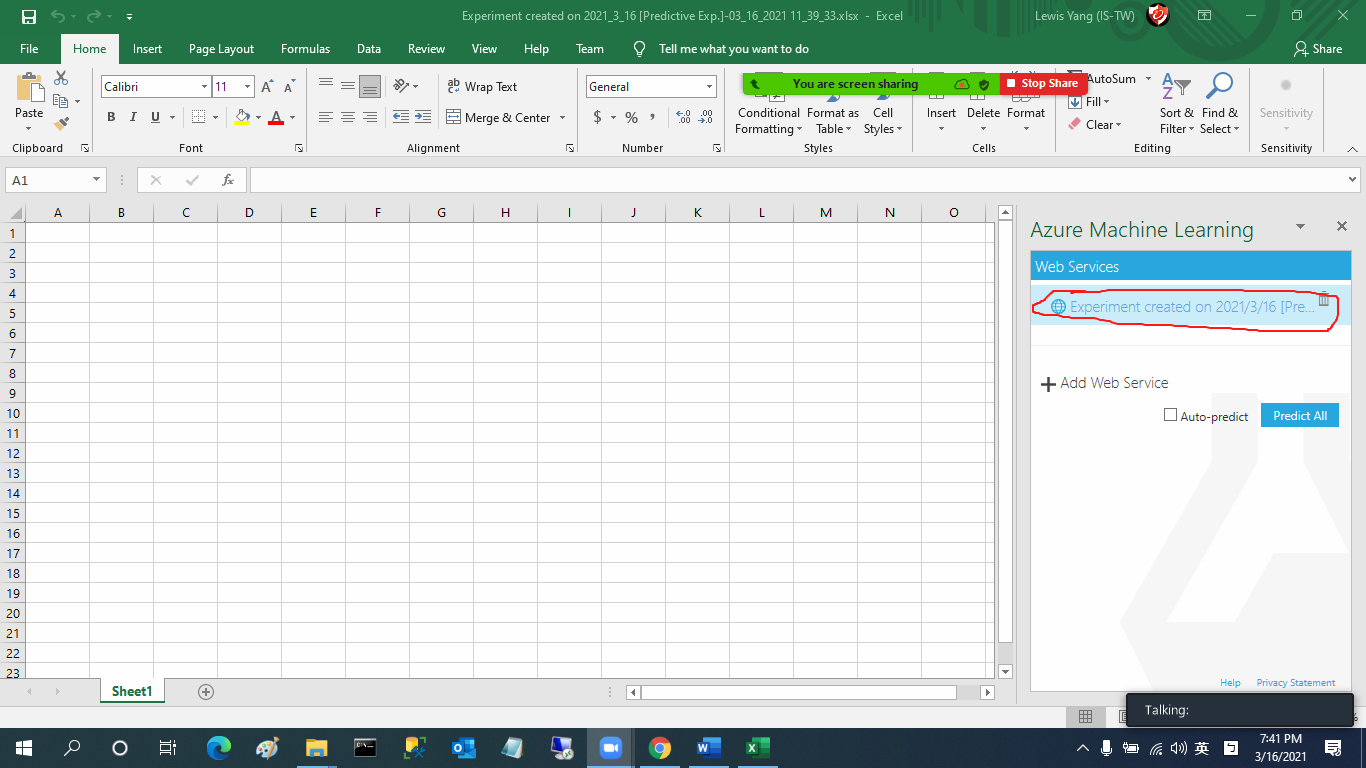 Experiment created on 2021_3_16 [Predictive Exp.]-03_16_2021 11_39_33.xlsx - Excel
Lewis Yang (IS-TW)
File Home Insert Page Layout Formulas Data Review View Help Team Tell me what you want to do Share
Paste
Clipboard
Calibri 11
B I U
Font
Wrap Text
Merge & Center
Alignment
General
$ % ,
Number
You are screen sharing Stop Share
Conditional Formatting
Format as Table
Cell Styles
Styles
Insert Delete Format
Cells
AutoSum
Fill
Clear
Sort & Filter
Find & Select
Editing
Sensitivity
Sensitivity
A1
fx
A B C D E F G H I J K L M N O
1
2
3
4
5
6
7
8
9
10
11
12
13
14
15
16
17
18
19
20
21
22
23
Azure Machine Learning
Web Services
Experiment created on 2021/3/16 [Pre...
Add Web Service
Auto-predict Predict All
Help Privacy Statement
Sheet1
Talking:
%
英
7:41 PM
3/16/2021